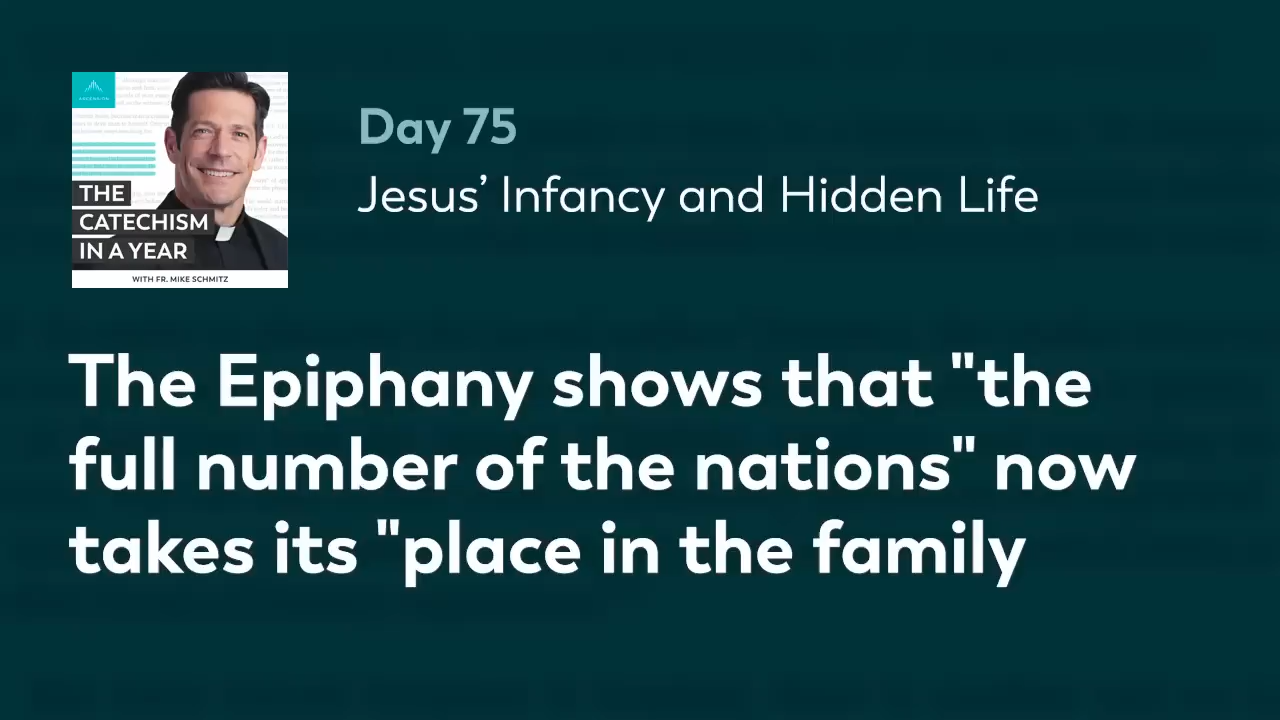 ASCENSION
THE
CATECHISM
IN A YEAR
WITH FR. MIKE SCHMITZ
Day 75
Jesus’ Infancy and Hidden Life
The Epiphany shows that "the
full number of the nations" now
takes its "place in the family